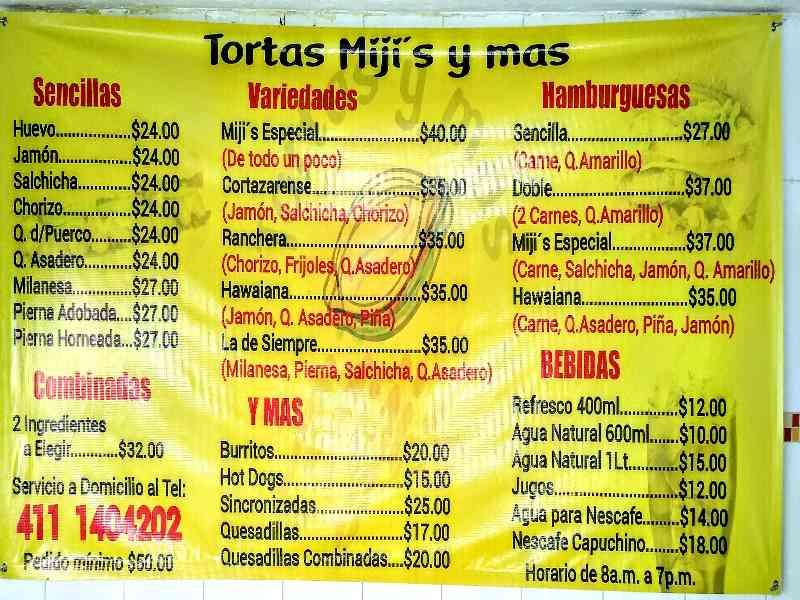 Tortas Miji´s y mas
Sencillas
Huevo...............$24.00
Jamón...............$24.00
Salchicha..........$24.00
Chorizo.............$24.00
Q. d/Puerco........$24.00
Q. Asadero.........$24.00
Milanesa............$27.00
Pierna Adobada...$27.00
Pierna Horneada..$27.00
Combinadas
2 Ingredientes
a Elegir.........$32.00
Servicio a Domicilio al Tel:
411 1404202
Pedido mínimo $60.00
Variedades
Miji´s Especial....................$40.00
(De todo un poco)
Cortazarense.....................$35.00
(Jamón, Salchicha, Chorizo)
Ranchera..........................$35.00
(Chorizo, Frijoles, Q.Asadero)
Hawaiana..........................$35.00
(Jamón, Q. Asadero, Piña)
La de Siempre....................$35.00
(Milanesa, Pierna, Salchicha, Q.Asadero)
Y MAS
Burritos..........................$20.00
Hot Dogs........................$15.00
Sincronizadas.................$25.00
Quesadillas....................$17.00
Quesadillas Combinadas....$20.00
Hamburguesas
Sencilla.......................$27.00
(Carne, Q.Amarillo)
Doble..........................$37.00
(2 Carnes, Q.Amarillo)
Miji´s Especial..............$37.00
(Carne, Salchicha, Jamón, Q. Amarillo)
Hawaiana.....................$35.00
(Carne, Q.Asadero, Piña, Jamón)
BEBIDAS
Refresco 400ml............$12.00
Agua Natural 600ml......$10.00
Agua Natural 1Lt..........$15.00
Jugos..........................$12.00
Agua para Nescafe.......$14.00
Nescafe Capuchino.......$18.00
Horario de 8a.m. a 7p.m.